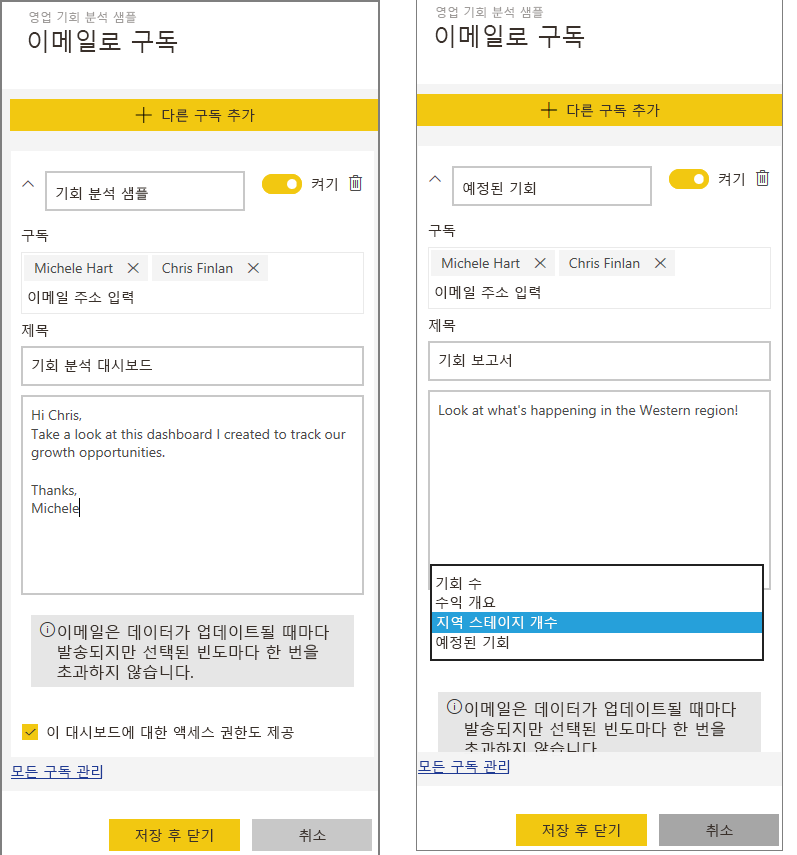 영업 기회 분석 샘플
이메일로 구독
다른 구독 추가
기회 분석 샘플
켜기
구독
Michele Hart
Chris Finlan
이메일 주소 입력
제목
기회 분석 대시보드
Hi Chris,
Take a look at this dashboard I created to track our
growth opportunities.
Thanks,
Michele
이메일은 데이터가 업데이트될 때마다
발송되지만 선택된 빈도마다 한 번을
초과하지 않습니다.
이 대시보드에 대한 액세스 권한도 제공
모든 구독 관리
저장 후 닫기
취소
영업 기회 분석 샘플
이메일로 구독
다른 구독 추가
예정된 기회
켜기
구독
Michele Hart
Chris Finlan
이메일 주소 입력
제목
기회 보고서
Look at what's happening in the Western region!
기회 수
수익 개요
지역 스테이지 개수
예정된 기회
이메일은 데이터가 업데이트될 때마다
발송되지만 선택된 빈도마다 한 번을
초과하지 않습니다
모든 구독 관리
저장 후 닫기
취소